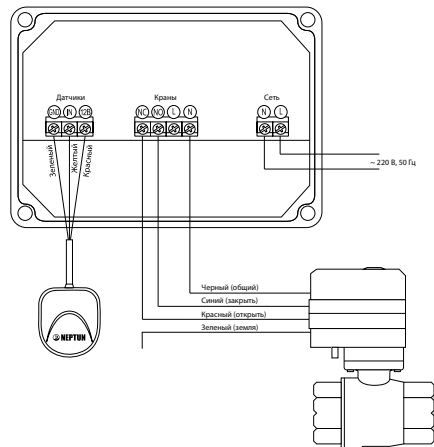 Датчики Краны Сеть
GND IN 12В NC NO L N N L
Зеленый
Желтый
Красный
~ 220 В, 50 Гц
Черный (общий)
Синий (закрыть)
Красный (открыть)
Зеленый (земля)
NEPTUN